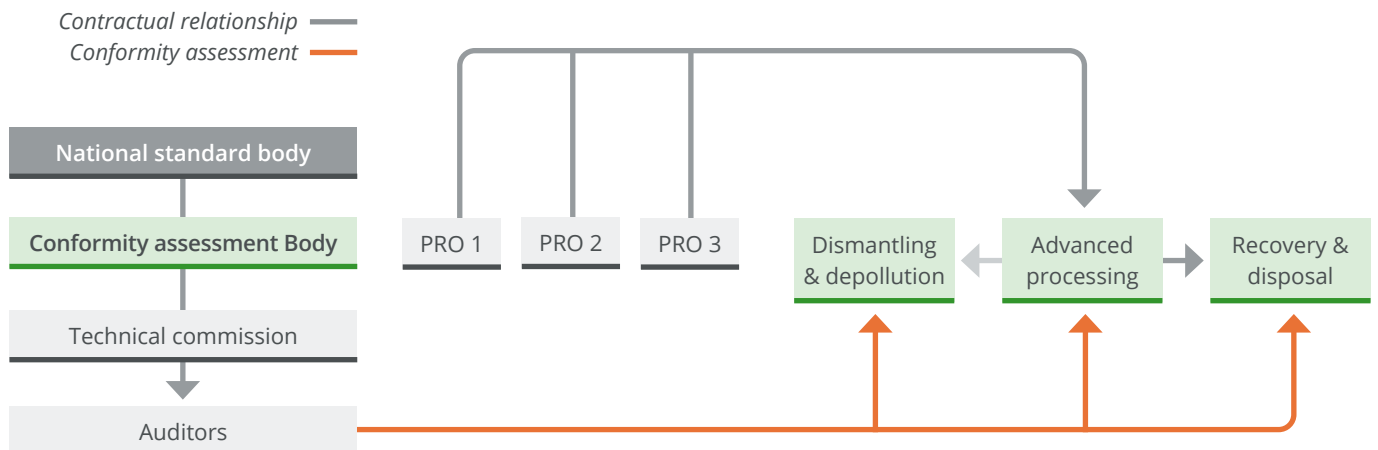 Contractual relationship
Conformity assessment
National standard body
Conformity assessment Body
Technical commission
Auditors
PRO 1
PRO 2
PRO 3
Dismantling
& depollution
Advanced
processing
Recovery &
disposal